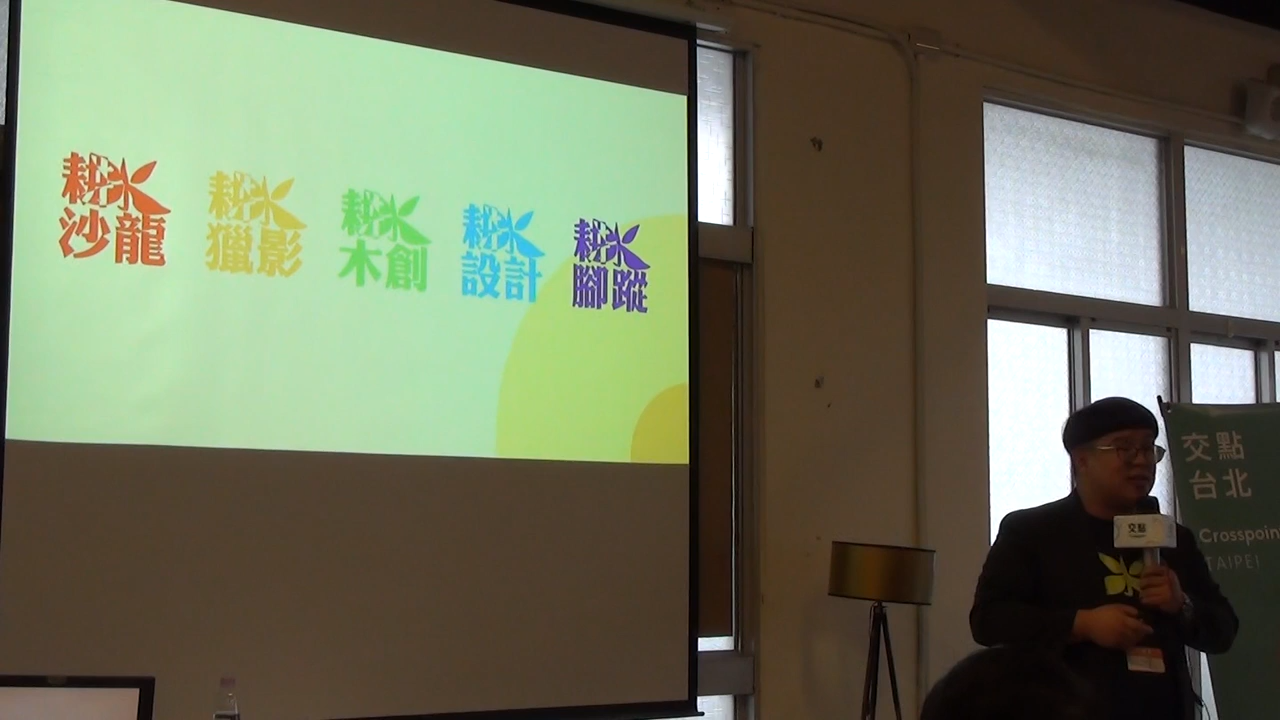 耕水
沙龍
耕水
獵影
耕水
木創
耕水
設計
耕水
腳蹤
交點
台北
Crosspoin
TAIPEI
交點